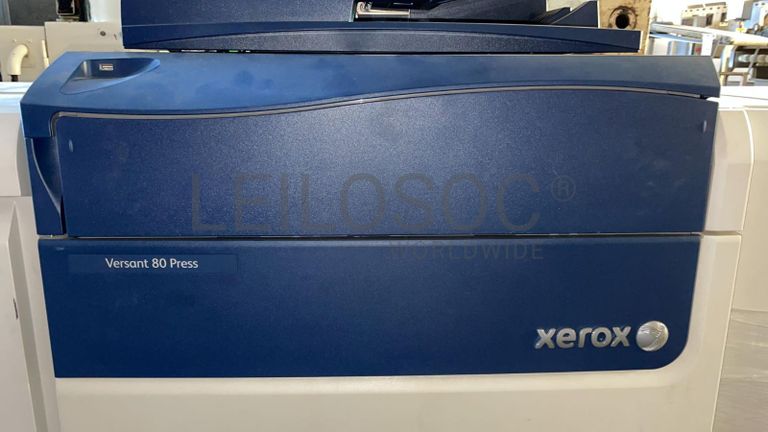 LEILOSOC®
WORLDWIDE
Versant 80 Press
xerox